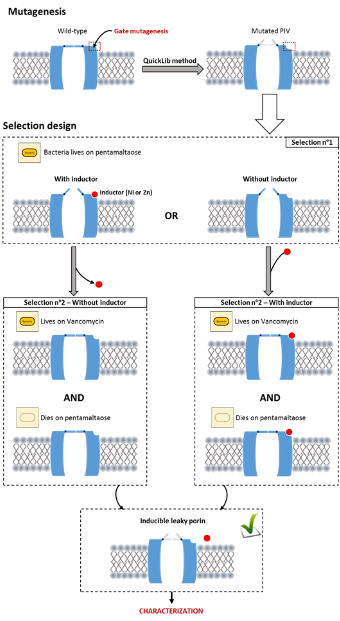 Mutagenesis
Wild-type
Gate mutagenesis
Mutated PIV
QuickLib method
Selection design
Selection n°1
Bacteria lives on pentamaltaose
With inductor
Without inductor
Inductor (Ni or Zn)
OR
Selection n°2 – Without inductor
Selection n°2 – With inductor
Lives on Vancomycin
Lives on Vancomycin
AND
AND
Dies on pentamaltaose
Dies on pentamaltaose
Inducible leaky porin
CHARACTERIZATION